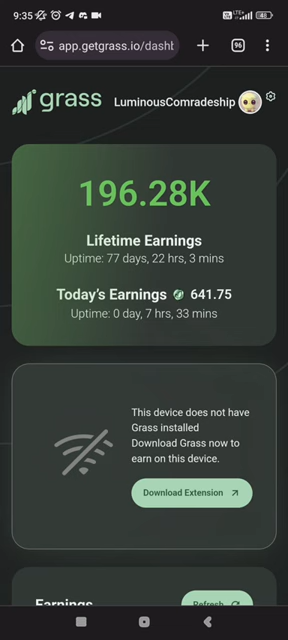 9:35
app.getgrass.io/dashb
96
grass
LuminousComradeship
196.28K
Lifetime Earnings
Uptime: 77 days, 22 hrs, 3 mins
Today's Earnings 641.75
Uptime: 0 day, 7 hrs, 33 mins
This device does not have
Grass installed
Download Grass now to
earn on this device.
Download Extension
Earnings
Refresh